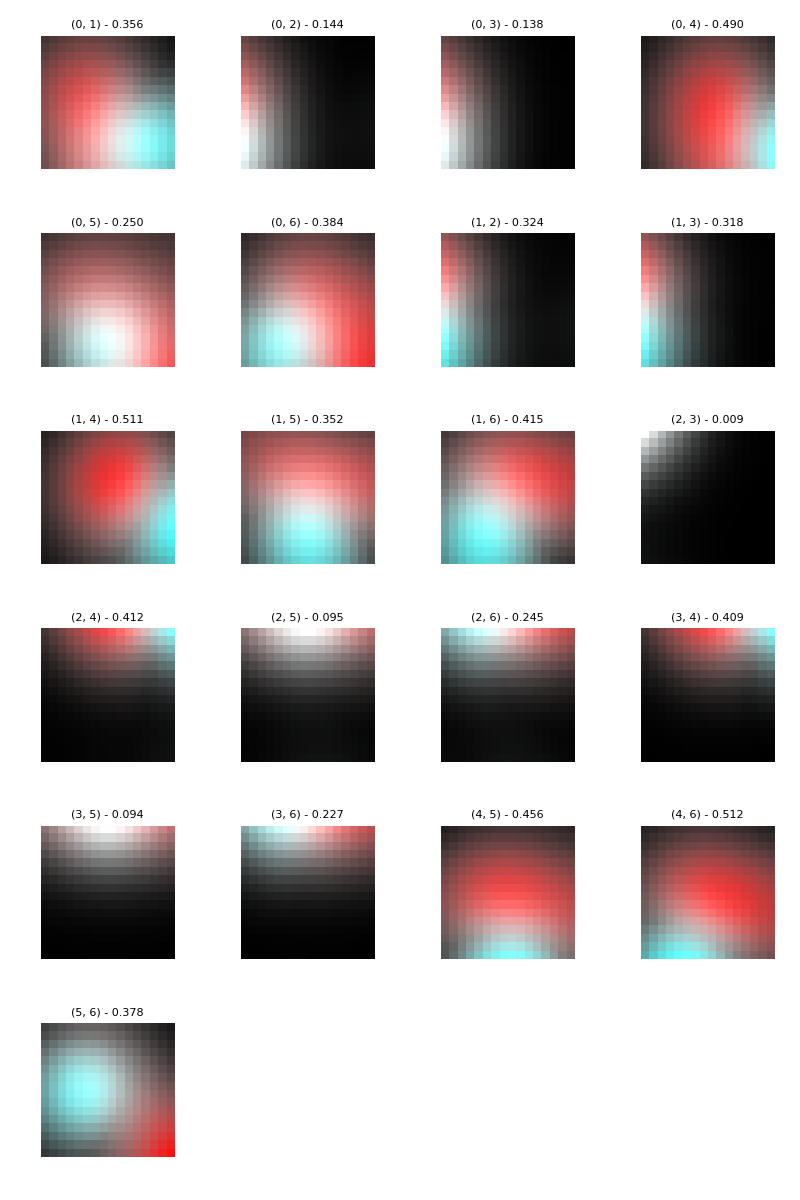 (0, 1) - 0.356
(0, 2) - 0.144
(0, 3) - 0.138
(0, 4) - 0.490
(0, 5) - 0.250
(0, 6) - 0.384
(1, 2) - 0.324
(1, 3) - 0.318
(1, 4) - 0.511
(1, 5) - 0.352
(1, 6) - 0.415
(2, 3) - 0.009
(2, 4) - 0.412
(2, 5) - 0.095
(2, 6) - 0.245
(3, 4) - 0.409
(3, 5) - 0.094
(3, 6) - 0.227
(4, 5) - 0.456
(4, 6) - 0.512
(5, 6) - 0.378